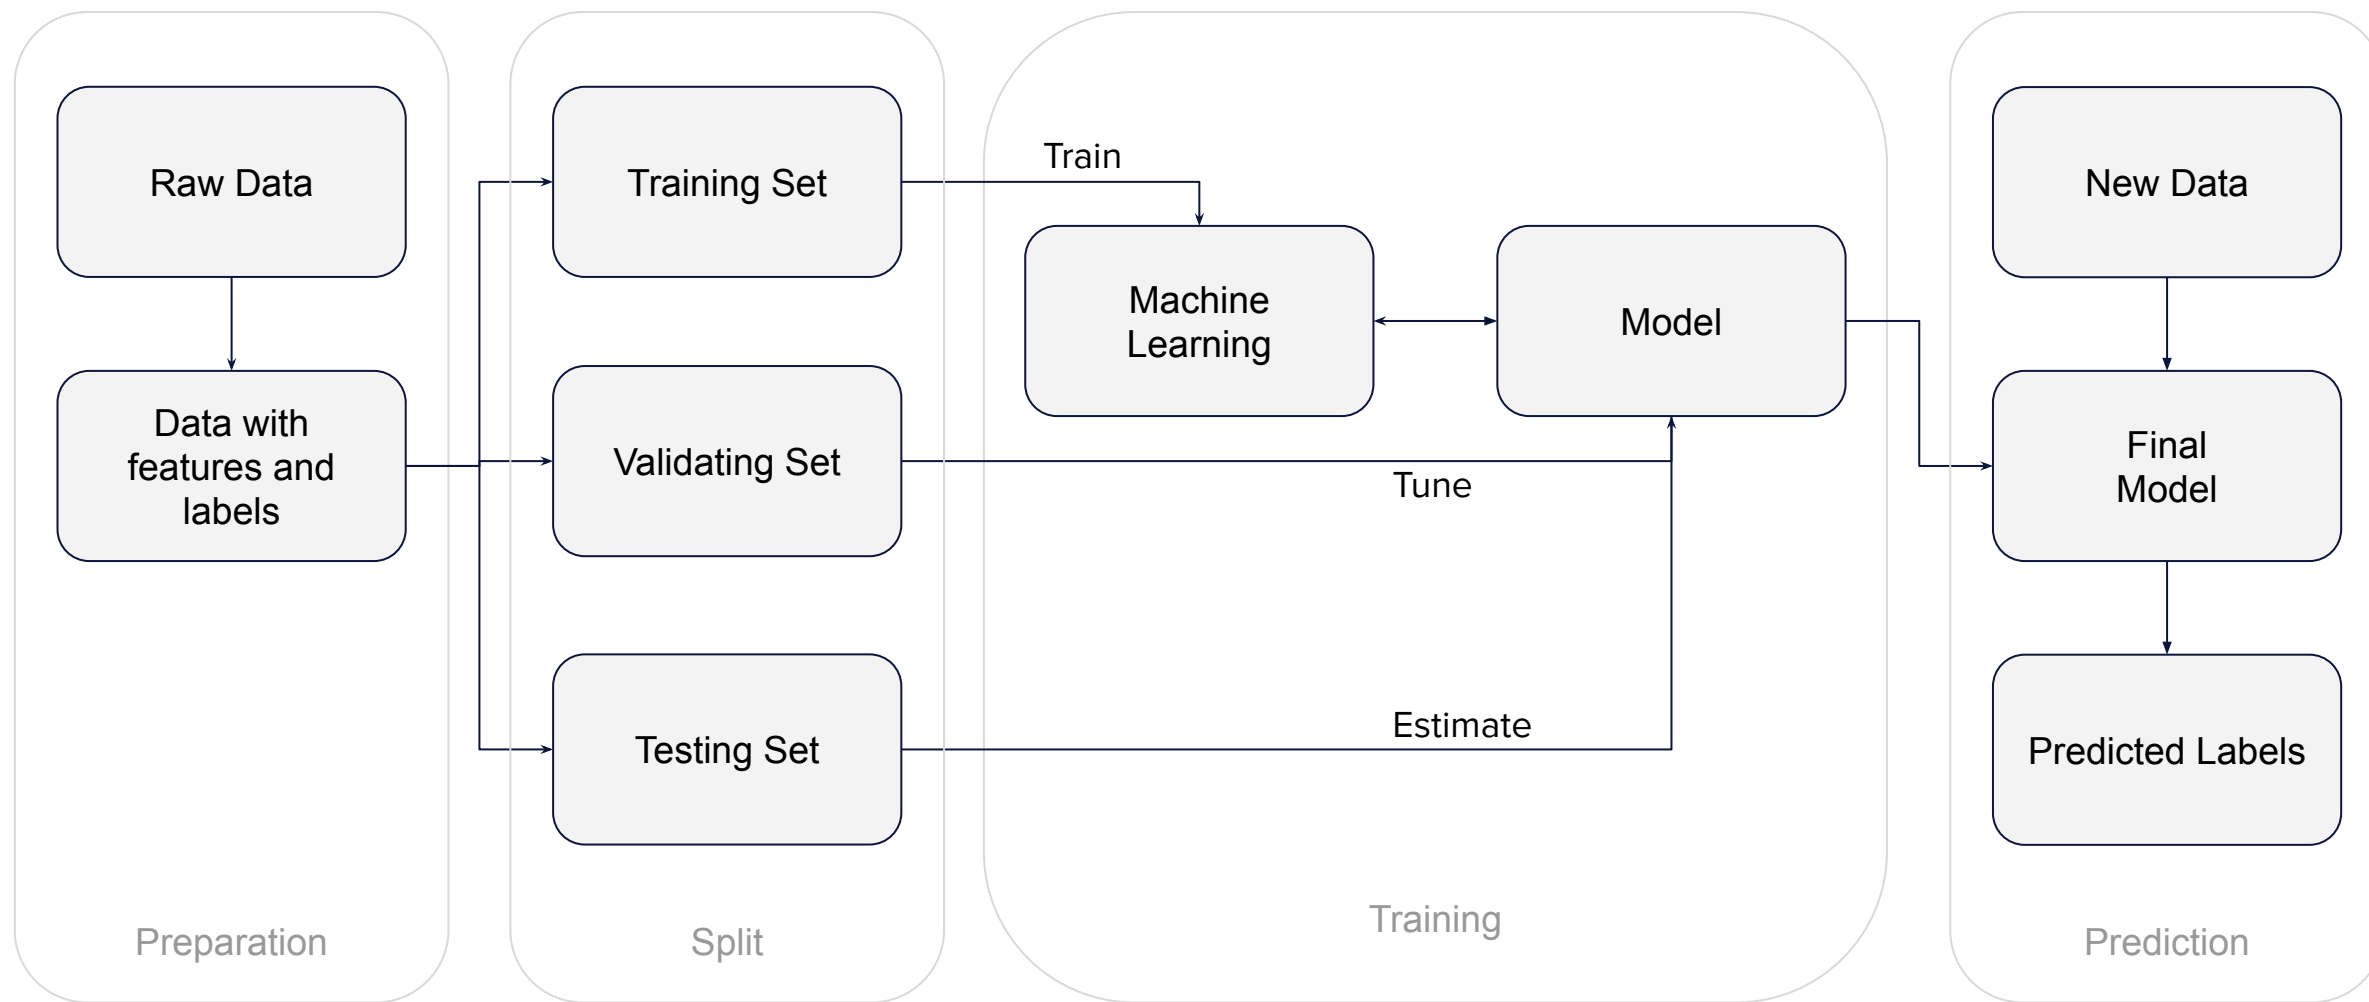 Raw Data
Data with
features and
labels
Preparation
Training Set
Validating Set
Testing Set
Split
Train
Machine
Learning
Model
Tune
Estimate
Training
New Data
Final
Model
Predicted Labels
Prediction